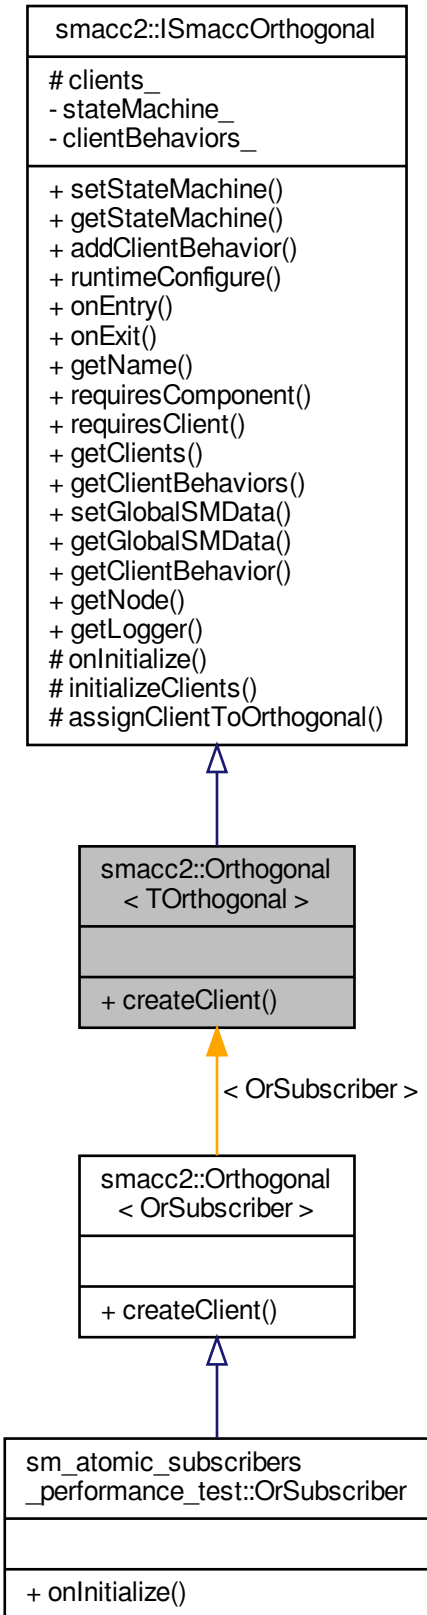 smacc2::ISmaccOrthogonal
# clients_
- stateMachine_
- clientBehaviors_
+ setStateMachine()
+ getStateMachine()
+ addClientBehavior()
+ runtimeConfigure()
+ onEntry()
+ onExit()
+ getName()
+ requiresComponent()
+ requiresClient()
+ getClients()
+ getClientBehaviors()
+ setGlobalSMData()
+ getGlobalSMData()
+ getClientBehavior()
+ getNode()
+ getLogger()
# onInitialize()
# initializeClients()
# assignClientToOrthogonal()
smacc2::Orthogonal
< TOrthogonal >
+ createClient()
< OrSubscriber >
smacc2::Orthogonal
< OrSubscriber >
+ createClient()
sm_atomic_subscribers
_performance_test::OrSubscriber
+ onInitialize()